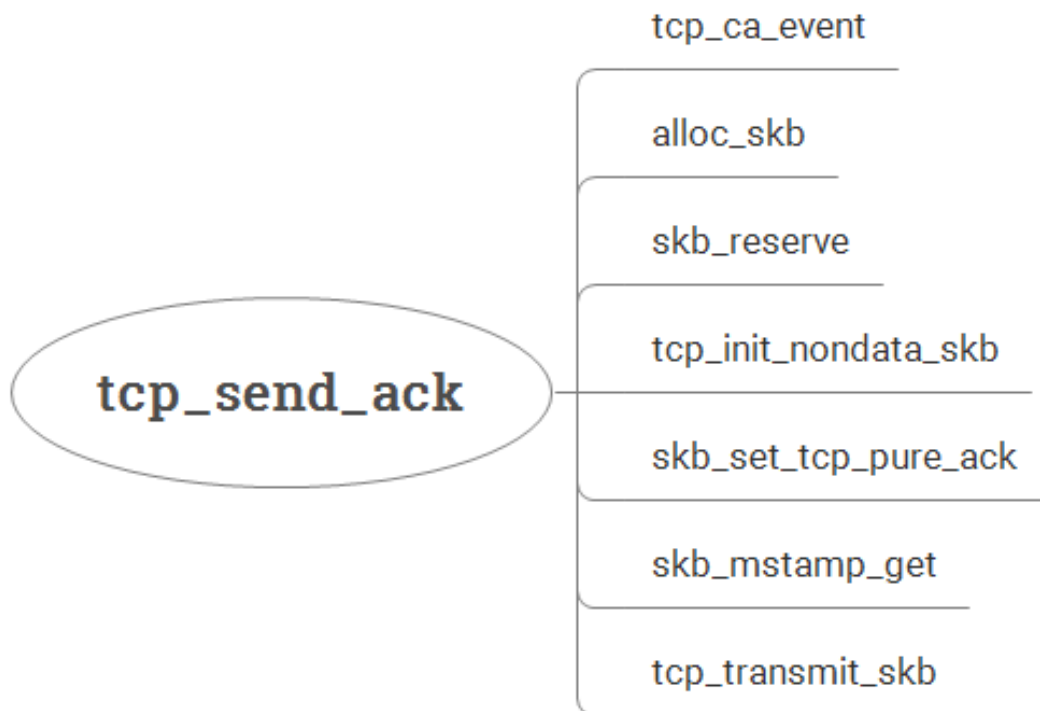 tcp_send_ack
tcp_ca_event
alloc_skb
skb_reserve
tcp_init_nondata_skb
skb_set_tcp_pure_ack
skb_mstamp_get
tcp_transmit_skb